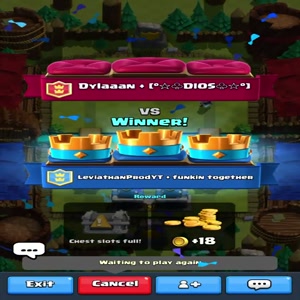 Dylaaan + [°☆♧DIOS♧☆°]
VS
Winner!
LeviathanProdYT + funkin together
Reward
Chest slots full!
+18
Waiting to play again
Exit
Cancel
+